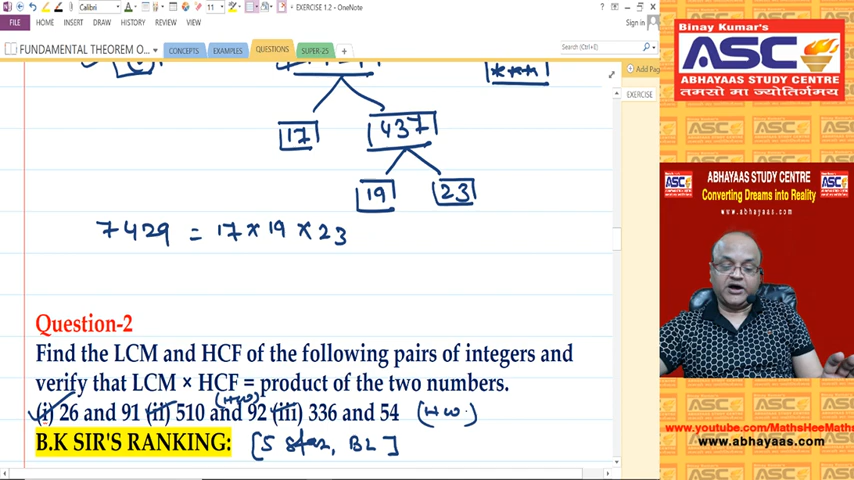 EXERCISE 1.2 - OneNote
Calibri
11
FILE HOME INSERT DRAW HISTORY REVIEW VIEW
Sign in
FUNDAMENTAL THEOREM O...
CONCEPTS
EXAMPLES
QUESTIONS
SUPER-25
+
Search (Ctrl+E)
Add Pag
EXERCISE
17
437
19
23
7429 = 17 × 19 × 23
Question-2
Find the LCM and HCF of the following pairs of integers and
verify that LCM × HCF = product of the two numbers.
(HW)
(i) 26 and 91 (ii) 510 and 92 (iii) 336 and 54 (HW.)
B.K SIR'S RANKING: [5 star, BL]
Binay Kumar's
ASC
ABHAYAAS STUDY CENTRE
तमसो मा ज्योतिर्गमय
ABHAYAAS STUDY CENTRE
ASC
Converting Dreams into Reality
www.abhayaas.com
www.youtube.com/MathsHeeMaths
www.abhayaas.com